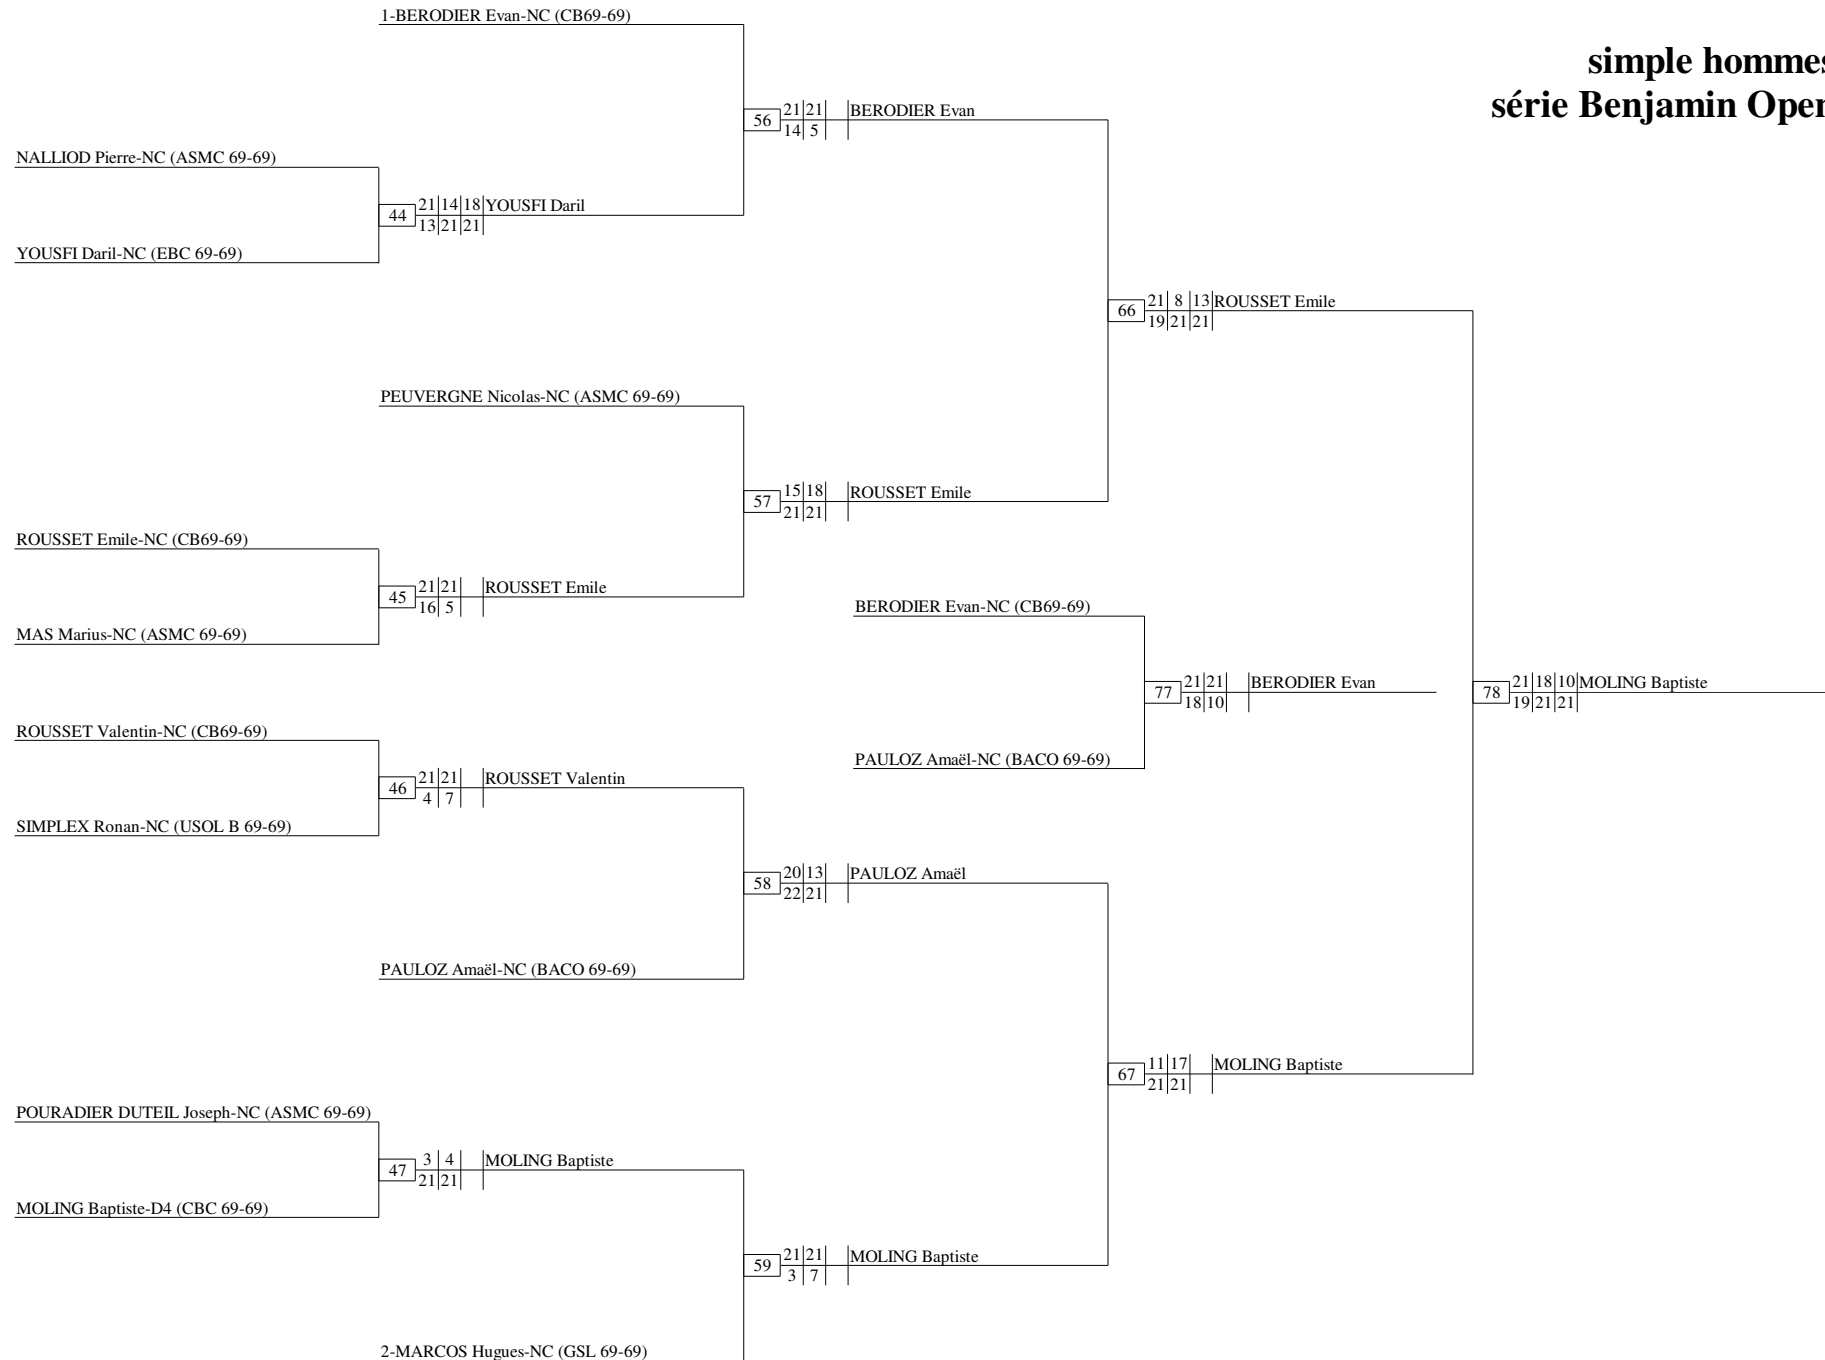 1-BERODIER Evan-NC (CB69-69)
simple hommes
série Benjamin Open
56 21 21 BERODIER Evan
14 5
NALLIOD Pierre-NC (ASMC 69-69)
44 21 14 18 YOUSFI Daril
13 21 21
YOUSFI Daril-NC (EBC 69-69)
66 21 8 13 ROUSSET Emile
19 21 21
PEUVERGNE Nicolas-NC (ASMC 69-69)
57 15 18 ROUSSET Emile
21 21
ROUSSET Emile-NC (CB69-69)
45 21 21 ROUSSET Emile
16 5
MAS Marius-NC (ASMC 69-69)
BERODIER Evan-NC (CB69-69)
77 21 21 BERODIER Evan
18 10
78 21 18 10 MOLING Baptiste
19 21 21
ROUSSET Valentin-NC (CB69-69)
PAULOZ Amaël-NC (BACO 69-69)
46 21 21 ROUSSET Valentin
4 7
SIMPLEX Ronan-NC (USOL B 69-69)
58 20 13 PAULOZ Amaël
22 21
PAULOZ Amaël-NC (BACO 69-69)
67 11 17 MOLING Baptiste
21 21
POURADIER DUTEIL Joseph-NC (ASMC 69-69)
47 3 4 MOLING Baptiste
21 21
MOLING Baptiste-D4 (CBC 69-69)
59 21 21 MOLING Baptiste
3 7
2-MARCOS Hugues-NC (GSL 69-69)